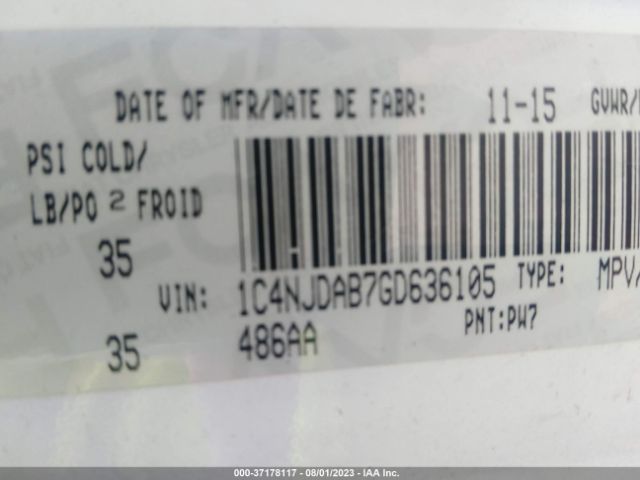 DATE OF MFR/DATE DE FABR: 11-15 GVWR/
PSI COLD/
LB/PO 2 FROID
35
VIN: 1C4NJDAB7GD636105 TYPE: MPV/
PNT:PW7
35 486AA
000-37178117 - 08/01/2023 - IAA Inc.